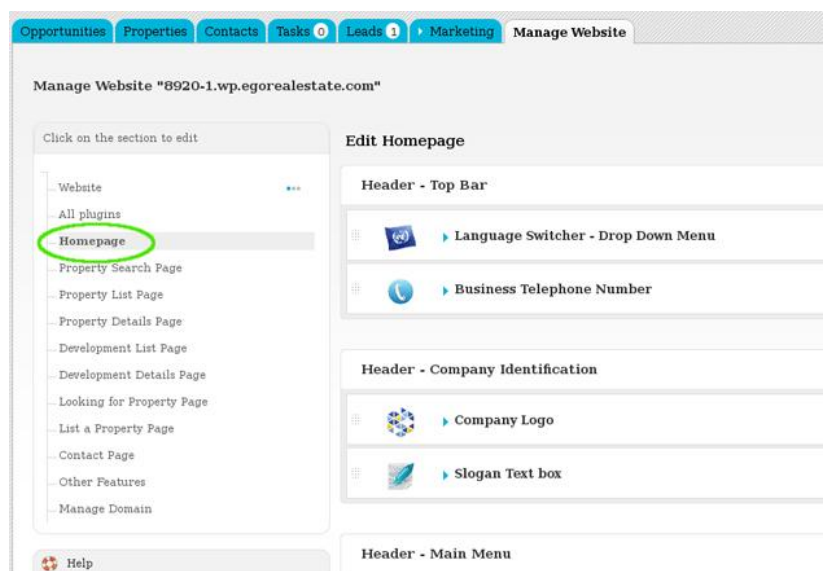 Opportunities Properties Contacts Tasks 0 Leads 1 Marketing Manage Website
Manage Website "8920-1.wp.egorealestate.com"
Click on the section to edit
Website
All plugins
Homepage
Property Search Page
Property List Page
Property Details Page
Development List Page
Development Details Page
Looking for Property Page
List a Property Page
Contact Page
Other Features
Manage Domain
Help
Edit Homepage
Header - Top Bar
Language Switcher - Drop Down Menu
Business Telephone Number
Header - Company Identification
Company Logo
Slogan Text box
Header - Main Menu